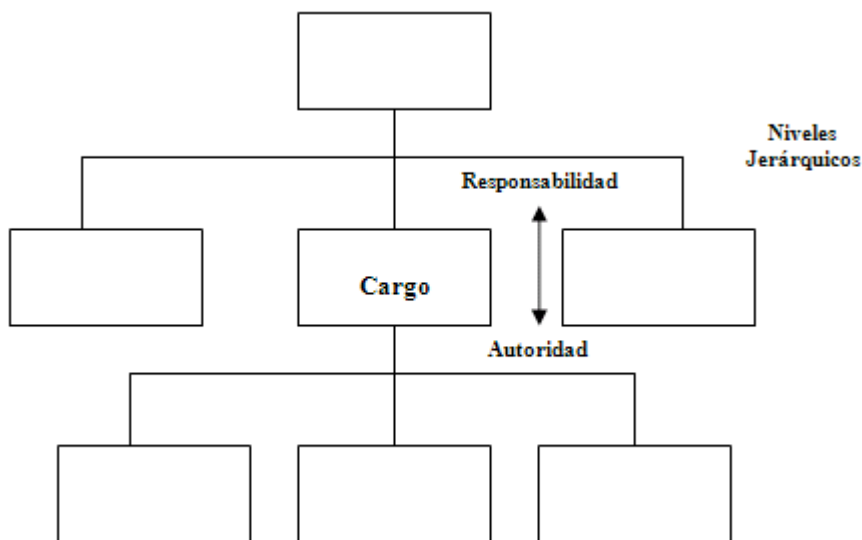 Niveles
Jerárquicos
Responsabilidad
Cargo
Autoridad